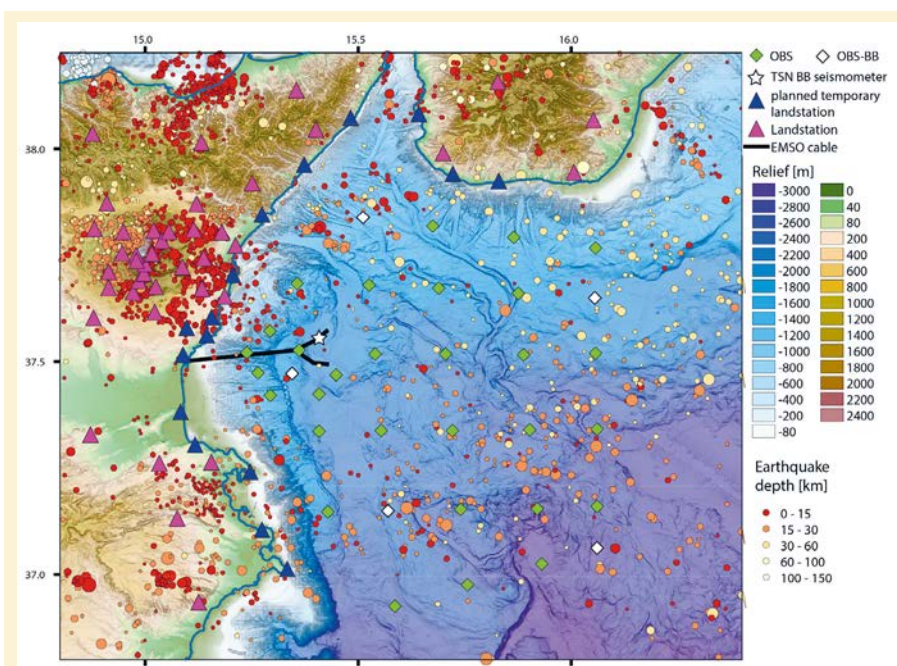 15.0 15.5 16.0
38.0
37.5
37.0
OBS OBS-BB
TSN BB seismometer
planned temporary
landstation
Landstation
EMSO cable
Relief [m]
-3000 0
-2800 40
-2600 80
-2400 200
-2200 400
-2000 600
-1800 800
-1600 1000
-1400 1200
-1200 1400
-1000 1600
-800 1800
-600 2000
-400 2200
-200 2400
-80
Earthquake
depth [km]
0 - 15
15 - 30
30 - 60
60 - 100
100 - 150